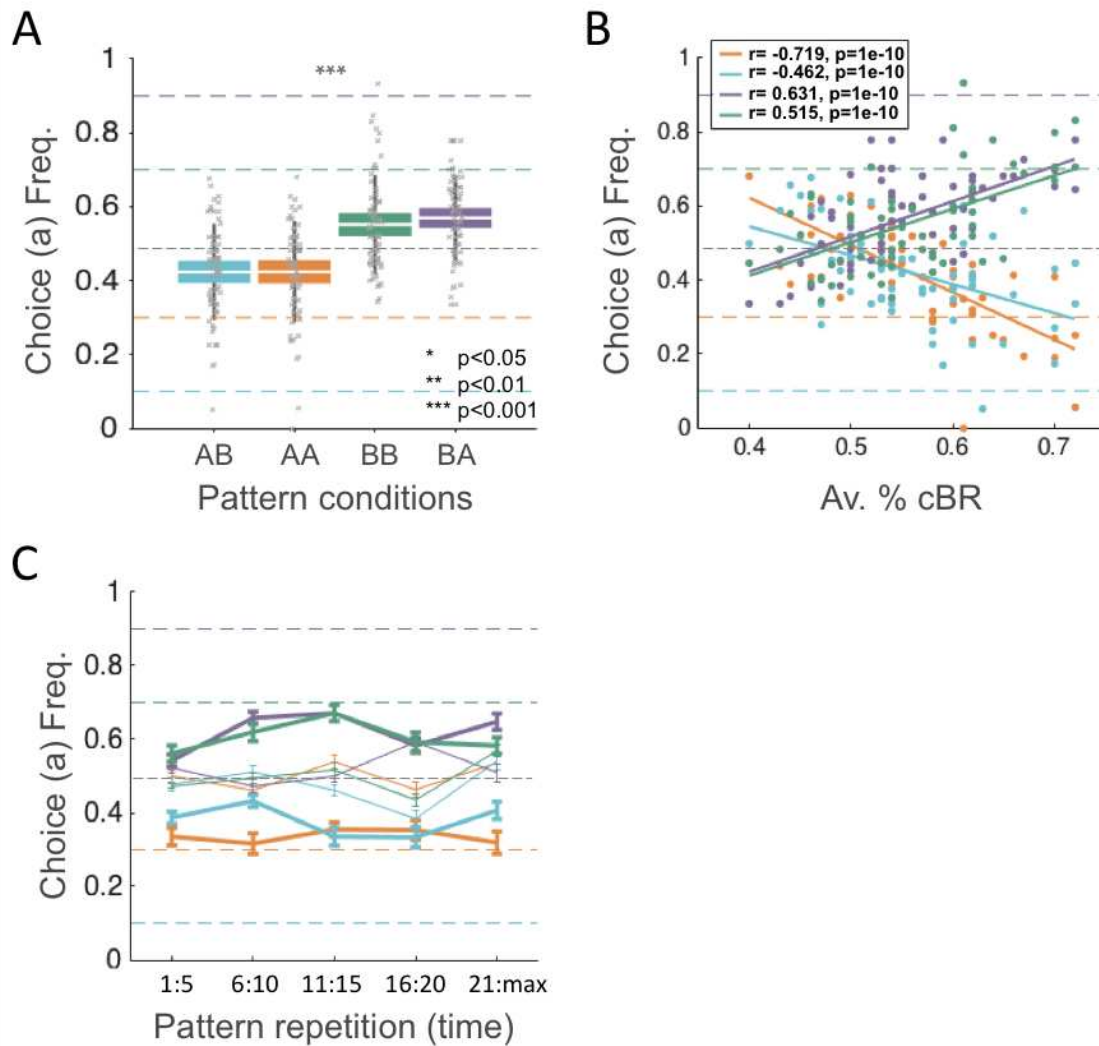 A
1
0.8
0.6
0.4
0.2
0
Choice (a) Freq.
***
* p<0.05
** p<0.01
*** p<0.001
AB AA BB BA
Pattern conditions
B
1
0.8
0.6
0.4
0.2
0
Choice (a) Freq.
r= -0.719, p=1e-10
r= -0.462, p=1e-10
r= 0.631, p=1e-10
r= 0.515, p=1e-10
0.4 0.5 0.6 0.7
Av. % cBR
C
1
0.8
0.6
0.4
0.2
0
Choice (a) Freq.
1:5 6:10 11:15 16:20 21:max
Pattern repetition (time)